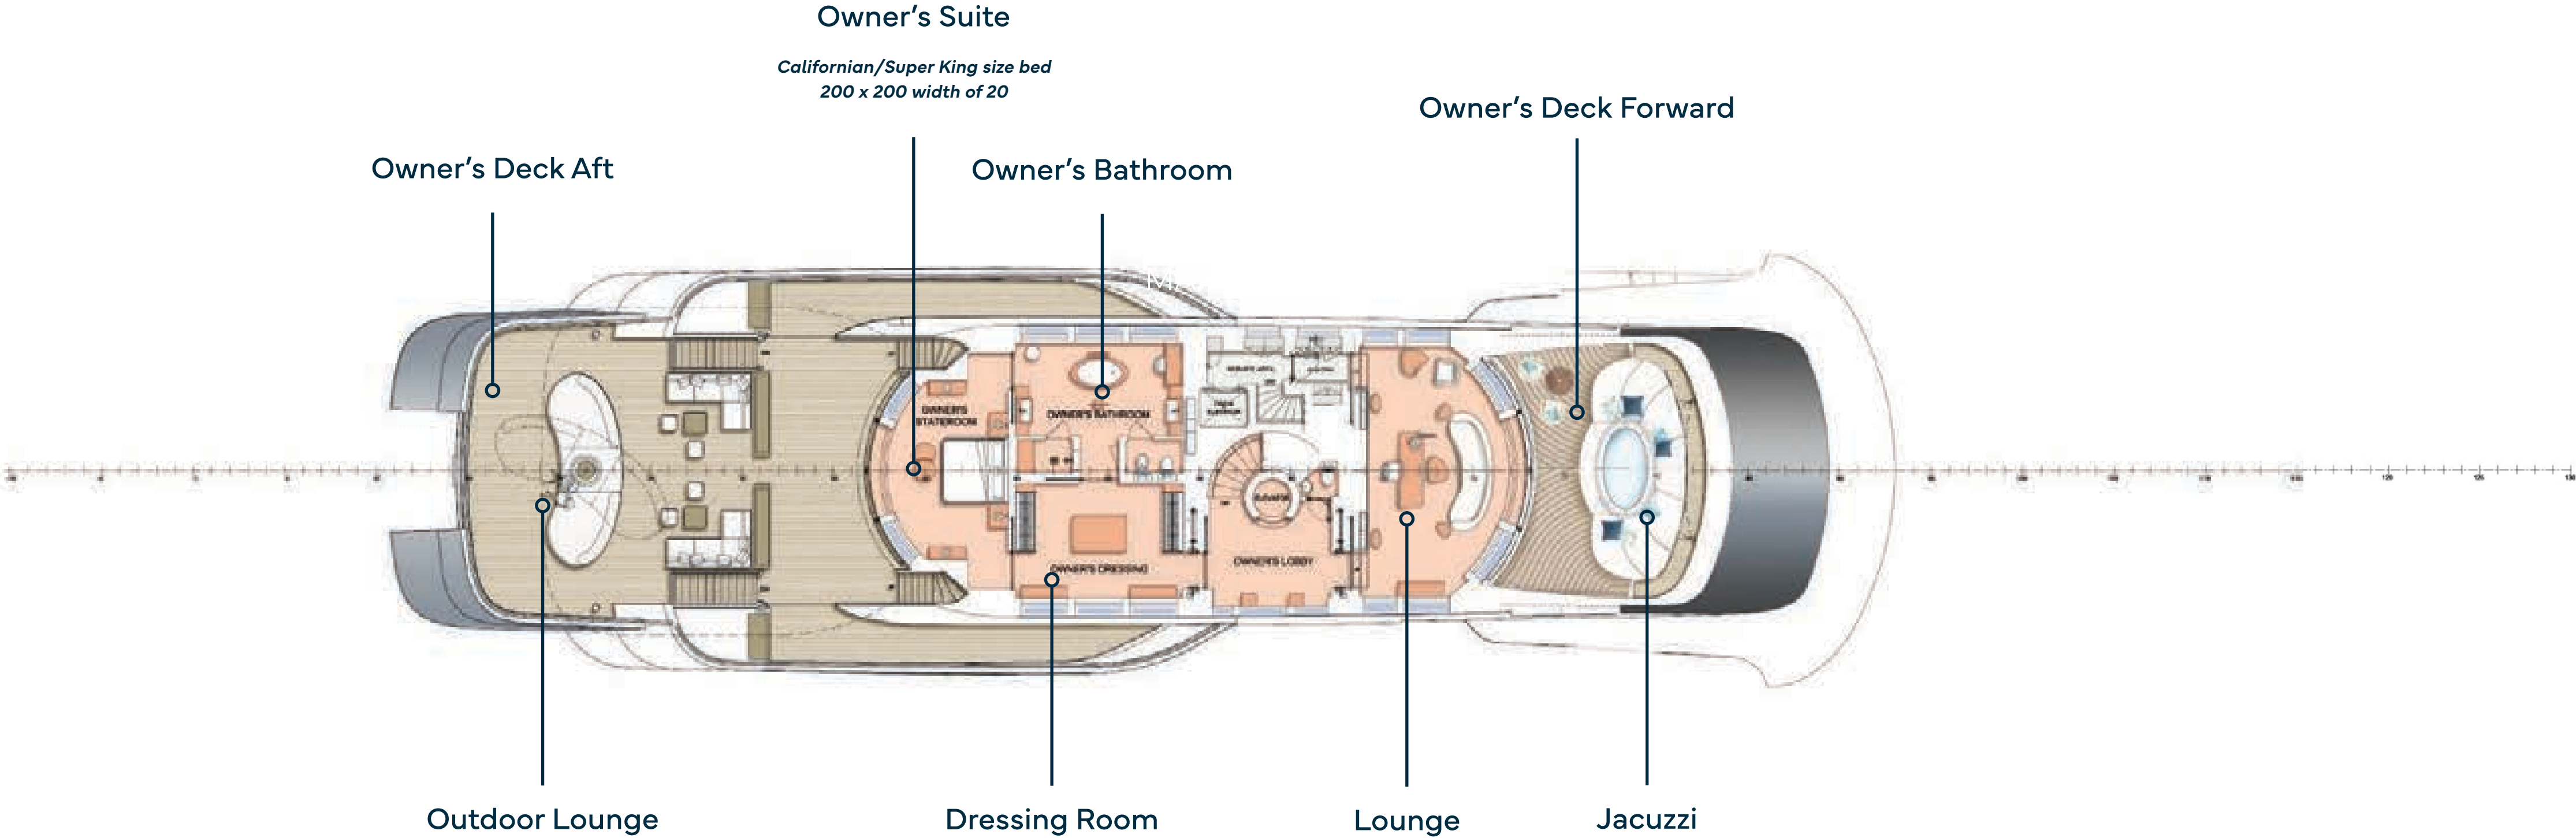 Owner's Suite
Californian/Super King size bed
200 x 200 width of 20
Owner's Deck Forward
Owner's Deck Aft
Owner's Bathroom
OWNER'S
STATEROOM
OWNER'S BATHROOM
ELEVATOR
OWNER'S DRESSING
OWNER'S LOBBY
Outdoor Lounge
Dressing Room
Lounge
Jacuzzi